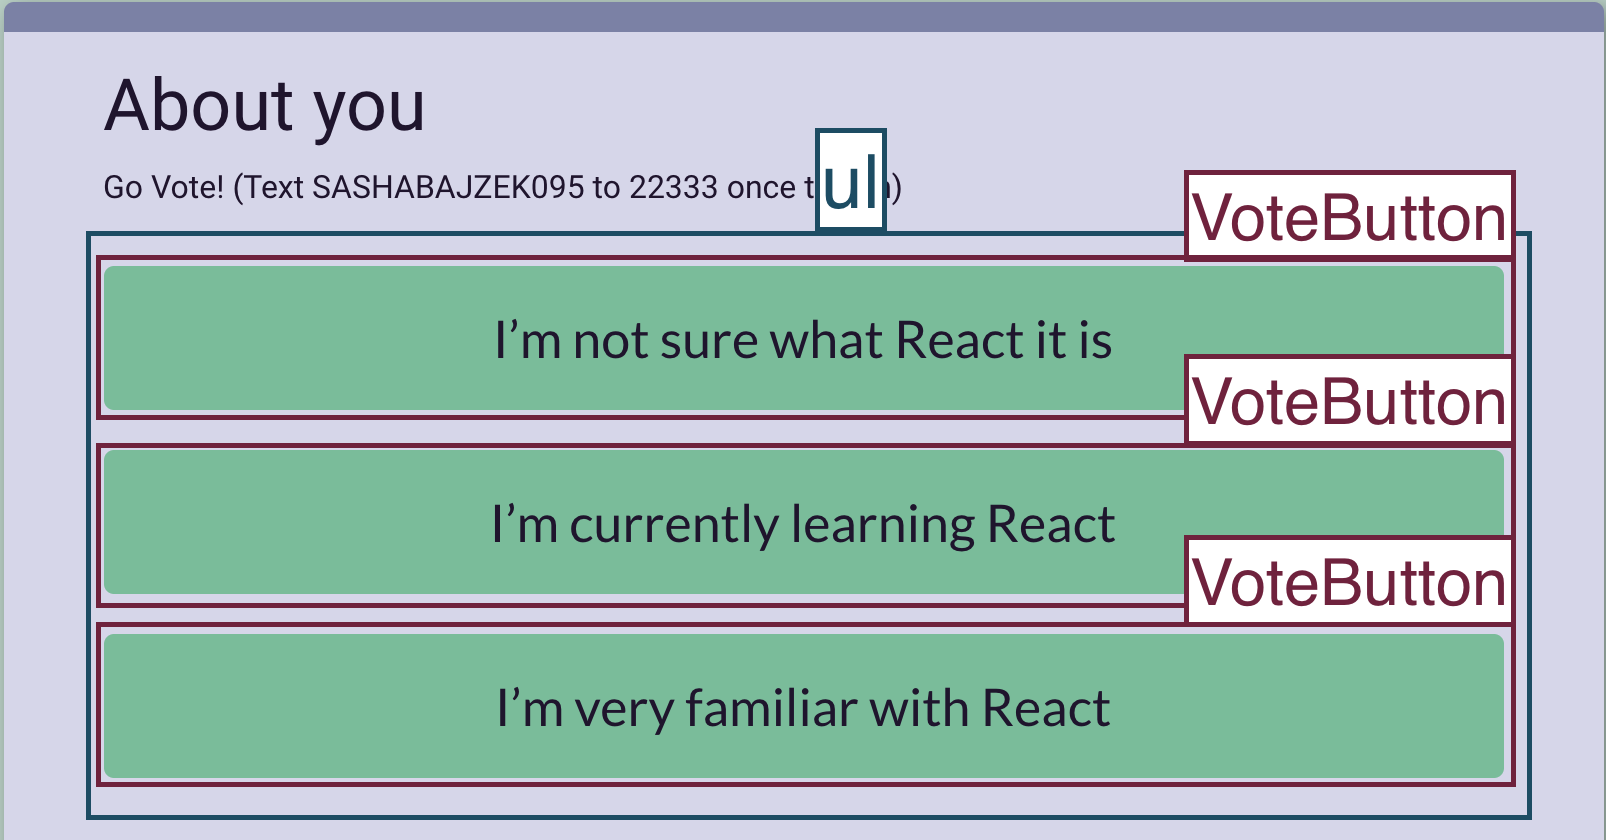 About you
Go Vote! (Text SASHABAJZEK095 to 22333 once t
ul
)
VoteButton
I’m not sure what React it is
VoteButton
I’m currently learning React
VoteButton
I’m very familiar with React